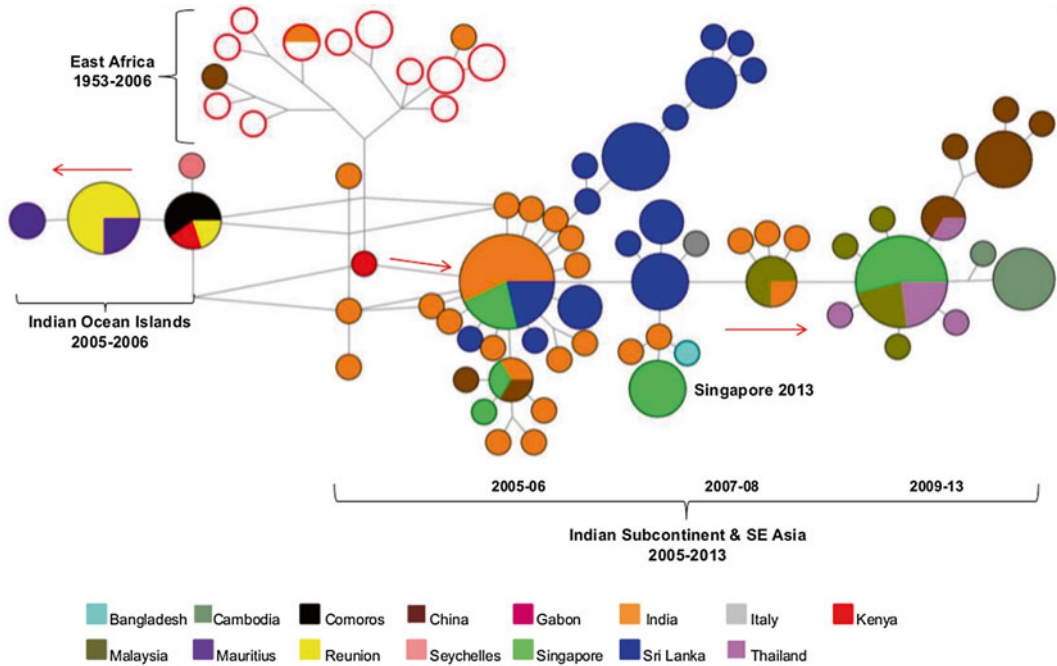 East Africa
1953-2006
Indian Ocean Islands
2005-2006
Singapore 2013
2005-06 2007-08 2009-13
Indian Subcontinent & SE Asia
2005-2013
Bangladesh Cambodia Comoros China Gabon India Italy Kenya
Malaysia Mauritius Reunion Seychelles Singapore Sri Lanka Thailand